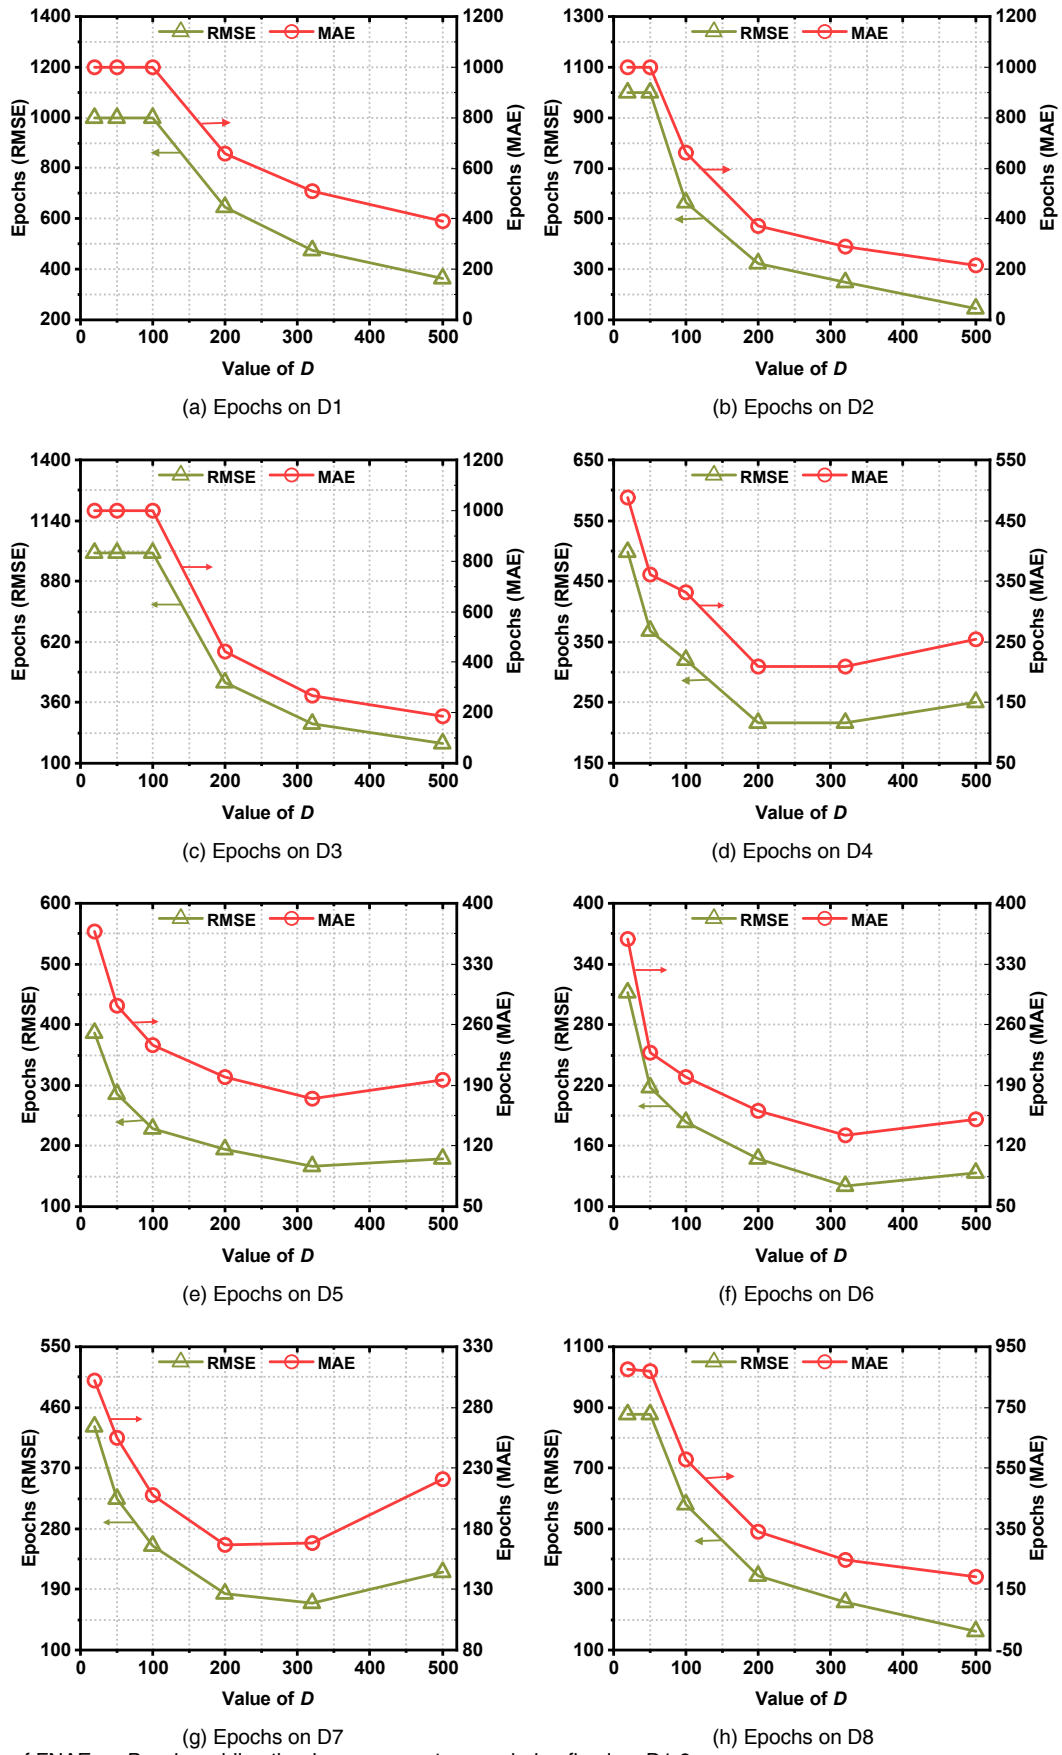 RMSE MAE
1400
1200
1000
800
600
400
200
Epochs (RMSE)
1200
1000
800
600
400
200
0
Epochs (MAE)
0 100 200 300 400 500
Value of D
(a) Epochs on D1
RMSE MAE
1300
1100
900
700
500
300
100
Epochs (RMSE)
1200
1000
800
600
400
200
0
Epochs (MAE)
0 100 200 300 400 500
Value of D
(b) Epochs on D2
RMSE MAE
1400
1140
880
620
360
100
Epochs (RMSE)
1200
1000
800
600
400
200
0
Epochs (MAE)
0 100 200 300 400 500
Value of D
(c) Epochs on D3
RMSE MAE
650
550
450
350
250
150
Epochs (RMSE)
550
450
350
250
150
50
Epochs (MAE)
0 100 200 300 400 500
Value of D
(d) Epochs on D4
RMSE MAE
600
500
400
300
200
100
Epochs (RMSE)
400
330
260
190
120
50
Epochs (MAE)
0 100 200 300 400 500
Value of D
(e) Epochs on D5
RMSE MAE
400
340
280
220
160
100
Epochs (RMSE)
400
330
260
190
120
50
Epochs (MAE)
0 100 200 300 400 500
Value of D
(f) Epochs on D6
RMSE MAE
550
460
370
280
190
100
Epochs (RMSE)
330
280
230
180
130
80
Epochs (MAE)
0 100 200 300 400 500
Value of D
(g) Epochs on D7
RMSE MAE
1100
900
700
500
300
100
Epochs (RMSE)
950
750
550
350
150
-50
Epochs (MAE)
0 100 200 300 400 500
Value of D
(h) Epochs on D8